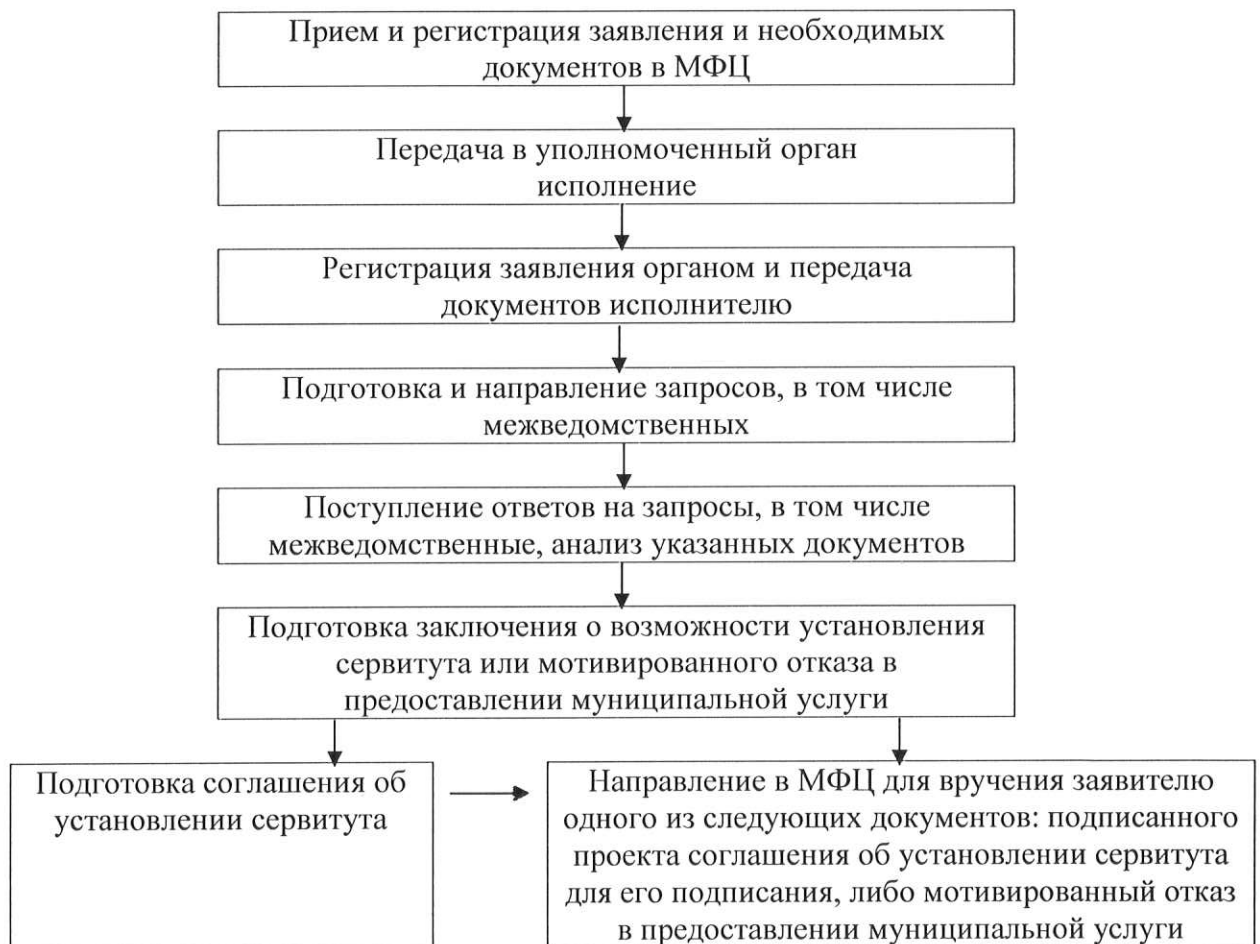 Прием и регистрация заявления и необходимых
документов в МФЦ
Передача в уполномоченный орган
исполнение
Регистрация заявления органом и передача
документов исполнителю
Подготовка и направление запросов, в том числе
межведомственных
Поступление ответов на запросы, в том числе
межведомственные, анализ указанных документов
Подготовка заключения о возможности установления
сервитута или мотивированного отказа в
предоставлении муниципальной услуги
Подготовка соглашения об
установлении сервитута
Направление в МФЦ для вручения заявителю
одного из следующих документов: подписанного
проекта соглашения об установлении сервитута
для его подписания, либо мотивированный отказ
в предоставлении муниципальной услуги